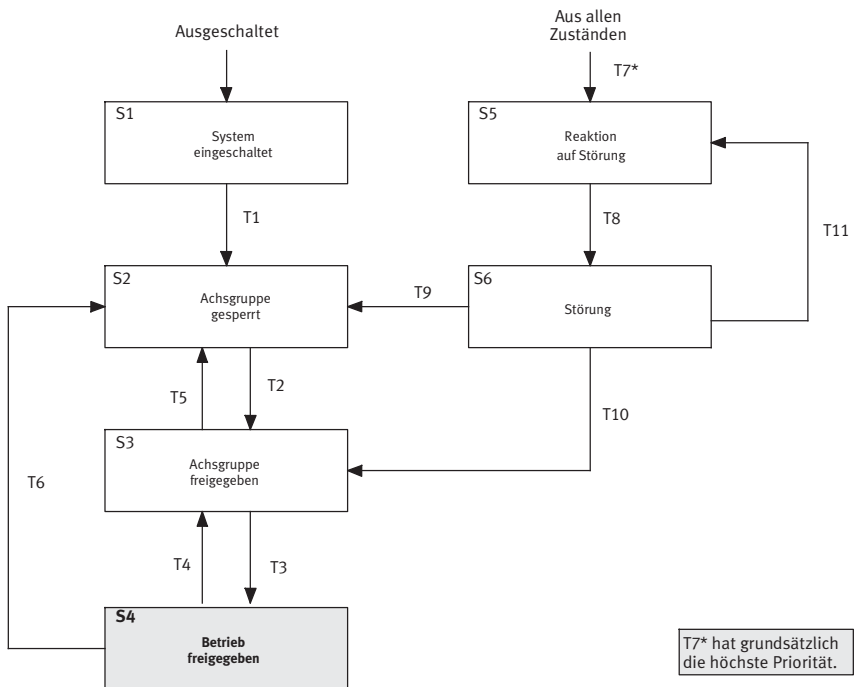 Ausgeschaltet
Aus allen
Zuständen
T7*
S1
System
eingeschaltet
S5
Reaktion
auf Störung
T1
T8
T11
S2
Achsgruppe
gesperrt
T9
S6
Störung
T5
T2
T10
S3
Achsgruppe
freigegeben
T6
T4
T3
S4
Betrieb
freigegeben
T7* hat grundsätzlich
die höchste Priorität.